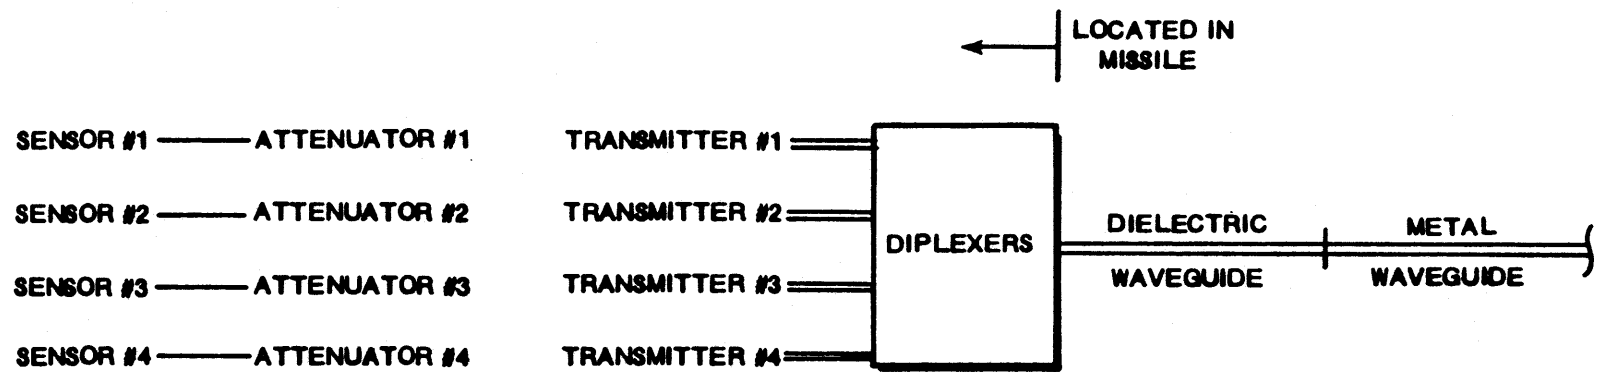 LOCATED IN
MISSILE
SENSOR #1 ATTENUATOR #1 TRANSMITTER #1
SENSOR #2 ATTENUATOR #2 TRANSMITTER #2
DIPLEXERS
DIELECTRIC
WAVEGUIDE
METAL
WAVEGUIDE
SENSOR #3 ATTENUATOR #3 TRANSMITTER #3
SENSOR #4 ATTENUATOR #4 TRANSMITTER #4